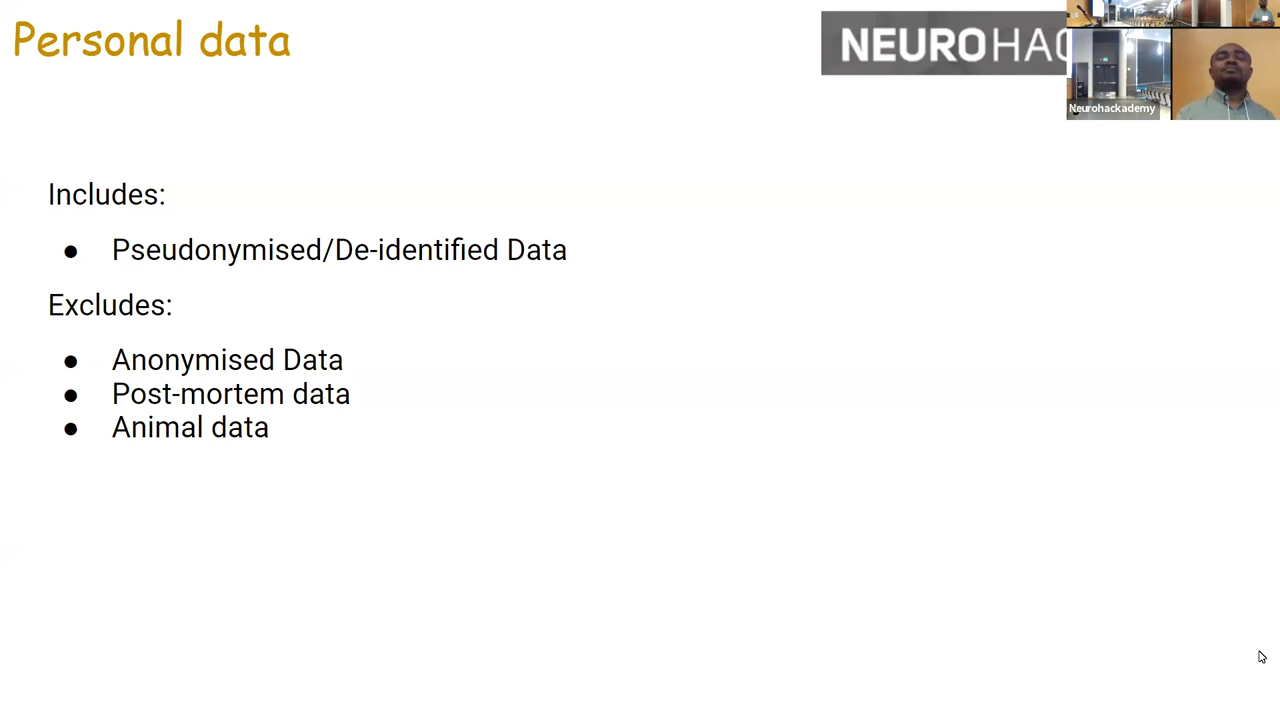 Personal data
NEUROHAC
Neurohackademy
Includes:
● Pseudonymised/De-identified Data
Excludes:
● Anonymised Data
● Post-mortem data
● Animal data